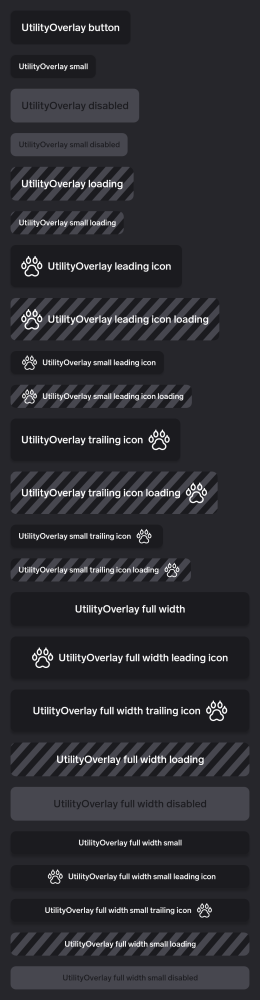 UtilityOverlay button
UtilityOverlay small
UtilityOverlay disabled
UtilityOverlay small disabled
UtilityOverlay loading
UtilityOverlay small loading
UtilityOverlay leading icon
UtilityOverlay leading icon loading
UtilityOverlay small leading icon
UtilityOverlay small leading icon loading
UtilityOverlay trailing icon
UtilityOverlay trailing icon loading
UtilityOverlay small trailing icon
UtilityOverlay small trailing icon loading
UtilityOverlay full width
UtilityOverlay full width leading icon
UtilityOverlay full width trailing icon
UtilityOverlay full width loading
UtilityOverlay full width disabled
UtilityOverlay full width small
UtilityOverlay full width small leading icon
UtilityOverlay full width small trailing icon
UtilityOverlay full width small loading
UtilityOverlay full width small disabled